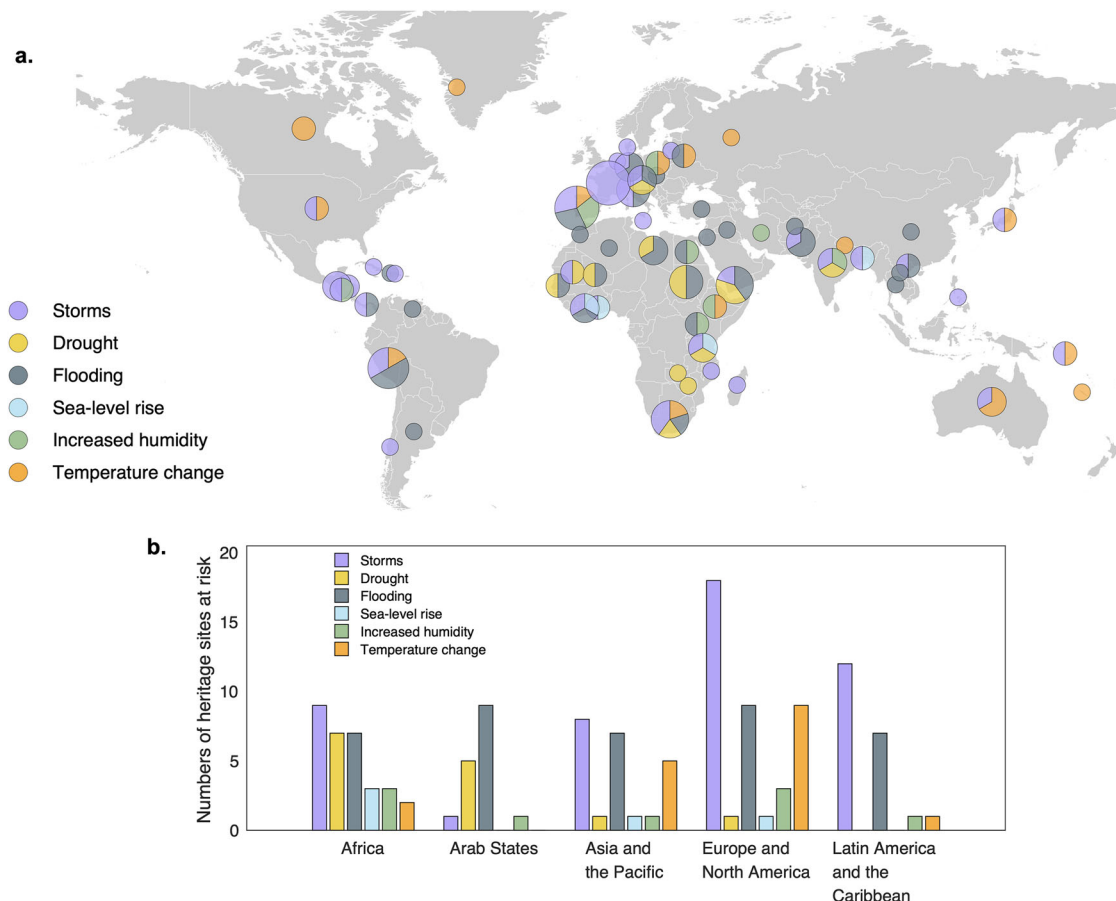 a.
Storms
Drought
Flooding
Sea-level rise
Increased humidity
Temperature change
b.
Numbers of heritage sites at risk
20
15
10
5
0
Storms
Drought
Flooding
Sea-level rise
Increased humidity
Temperature change
Africa
Arab States
Asia and
the Pacific
Europe and
North America
Latin America
and the
Caribbean